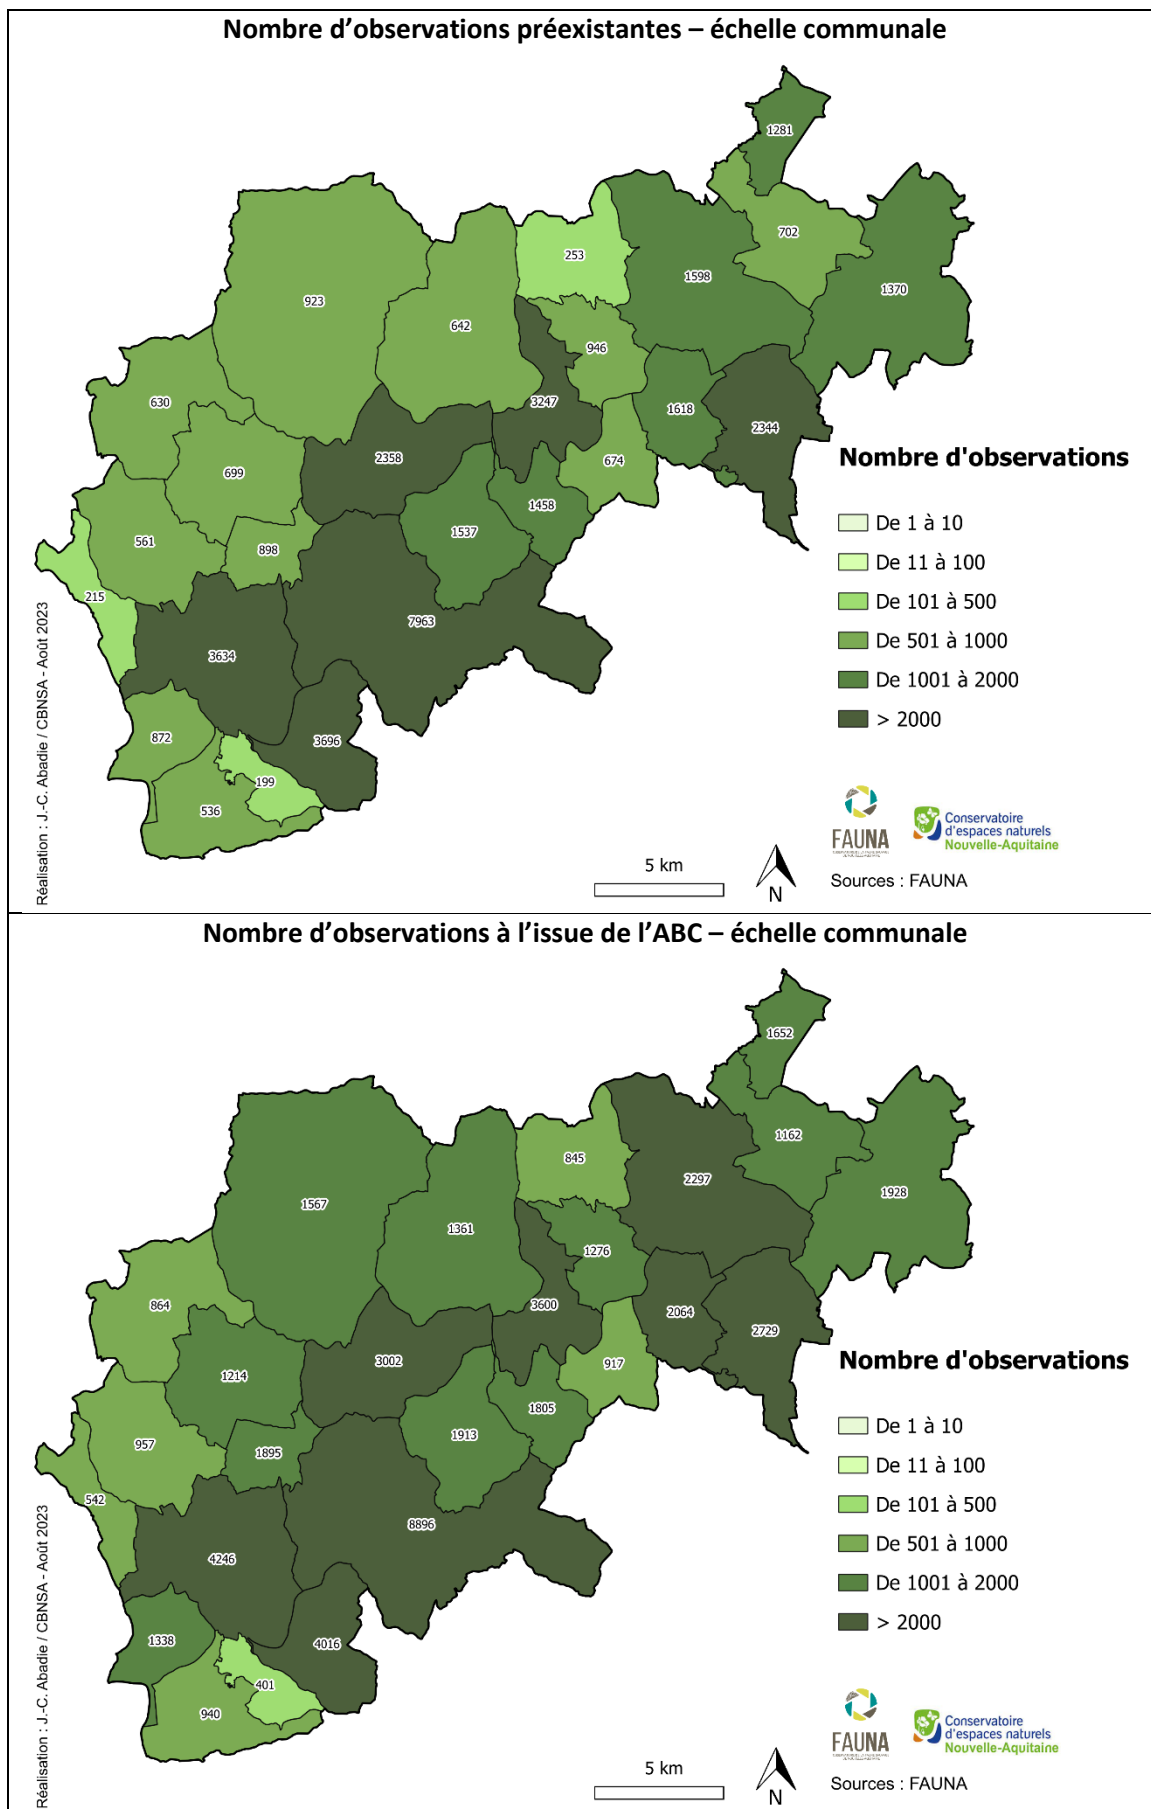 Nombre d’observations préexistantes – échelle communale
1281
702
253
1598
1370
923
642
946
630
3247
1618
2344
699
2358
674
1458
561
898
1537
215
7963
3634
872
3696
199
536
Nombre d'observations
De 1 à 10
De 11 à 100
De 101 à 500
De 501 à 1000
De 1001 à 2000
> 2000
Réalisation : J.-C. Abadie / CBNSA - Août 2023
5 km
N
FAUNA
Conservatoire
d'espaces naturels
Nouvelle-Aquitaine
Sources : FAUNA
Nombre d’observations à l’issue de l’ABC – échelle communale
1652
1162
845
2297
1928
1567
1361
1276
864
3600
2064
2729
1214
3002
917
1805
957
1895
1913
542
8896
4246
1338
4016
401
940
Nombre d'observations
De 1 à 10
De 11 à 100
De 101 à 500
De 501 à 1000
De 1001 à 2000
> 2000
Réalisation : J.-C. Abadie / CBNSA - Août 2023
5 km
N
FAUNA
Conservatoire
d'espaces naturels
Nouvelle-Aquitaine
Sources : FAUNA